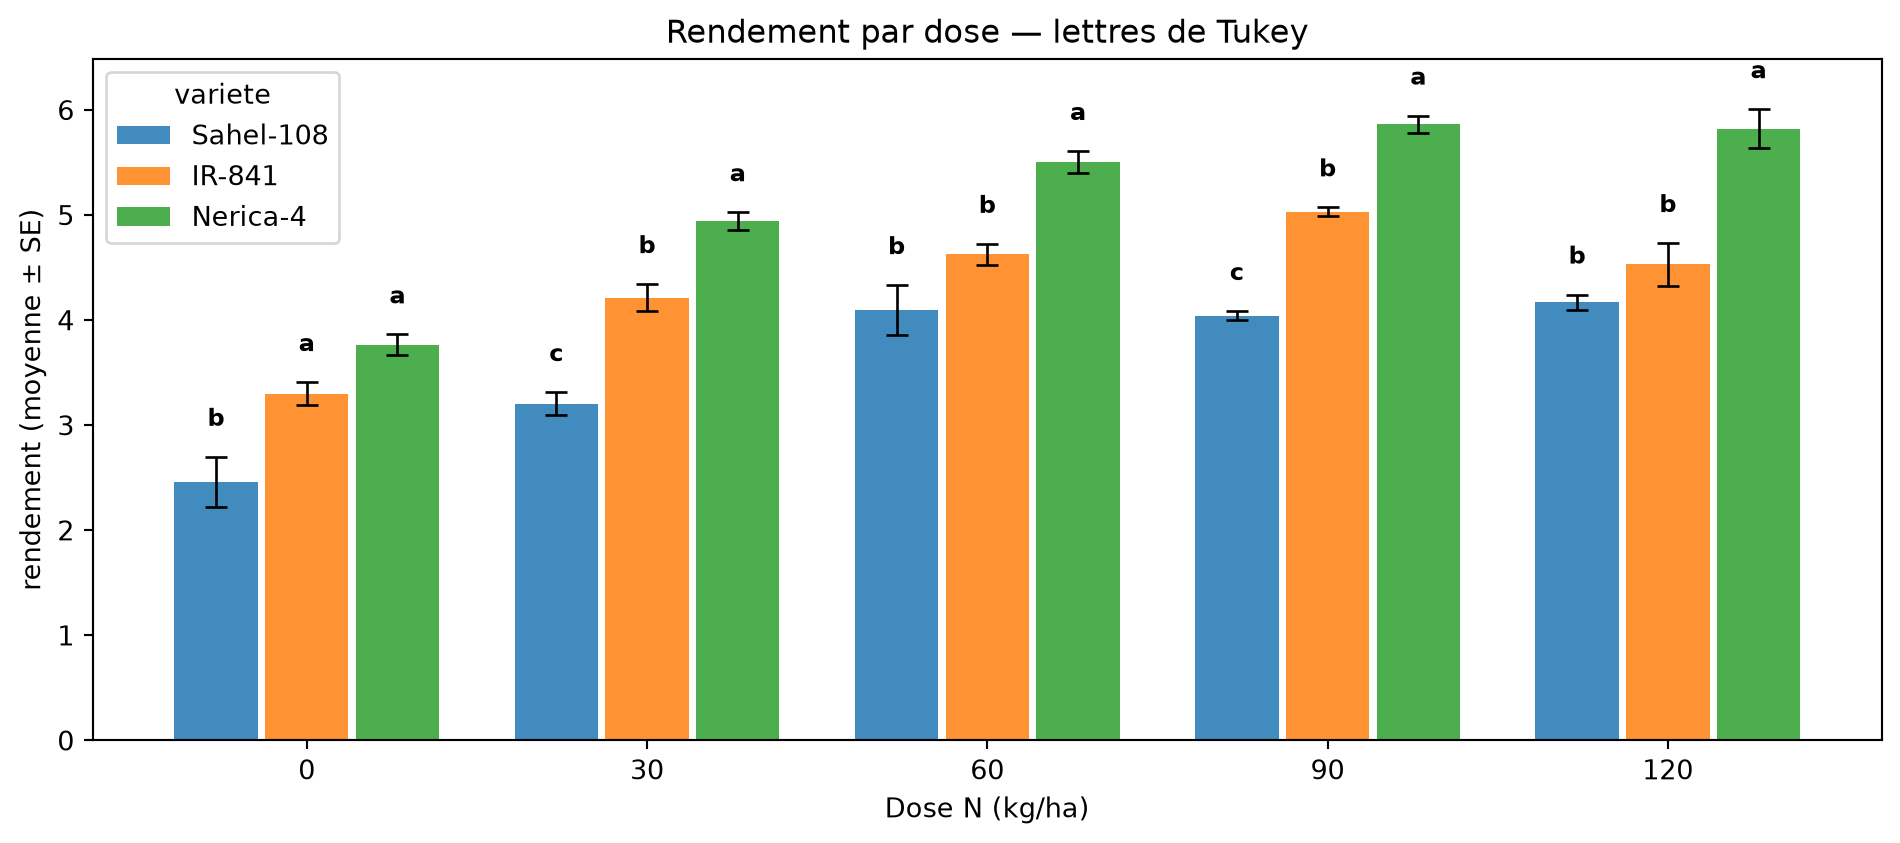 Rendement par dose — lettres de Tukey
variete
Sahel-108
IR-841
Nerica-4
rendement (moyenne ± SE)
6
5
4
3
2
1
0
b
a
a
c
b
a
b
b
a
c
b
a
b
b
a
0
30
60
90
120
Dose N (kg/ha)